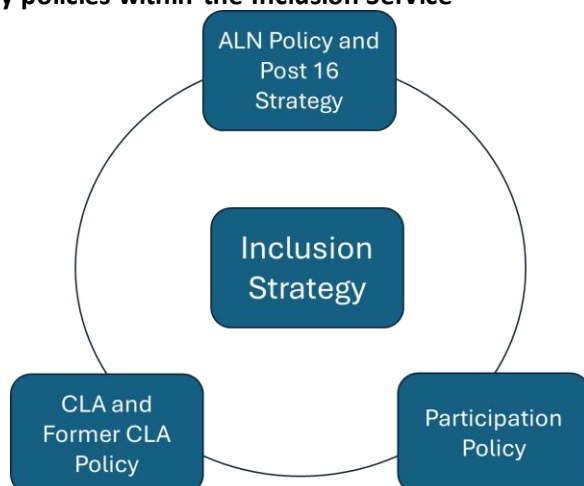 y policies within the Inclusion Service
ALN Policy and
Post 16
Strategy
Inclusion
Strategy
CLA and
Former CLA
Policy
Participation
Policy